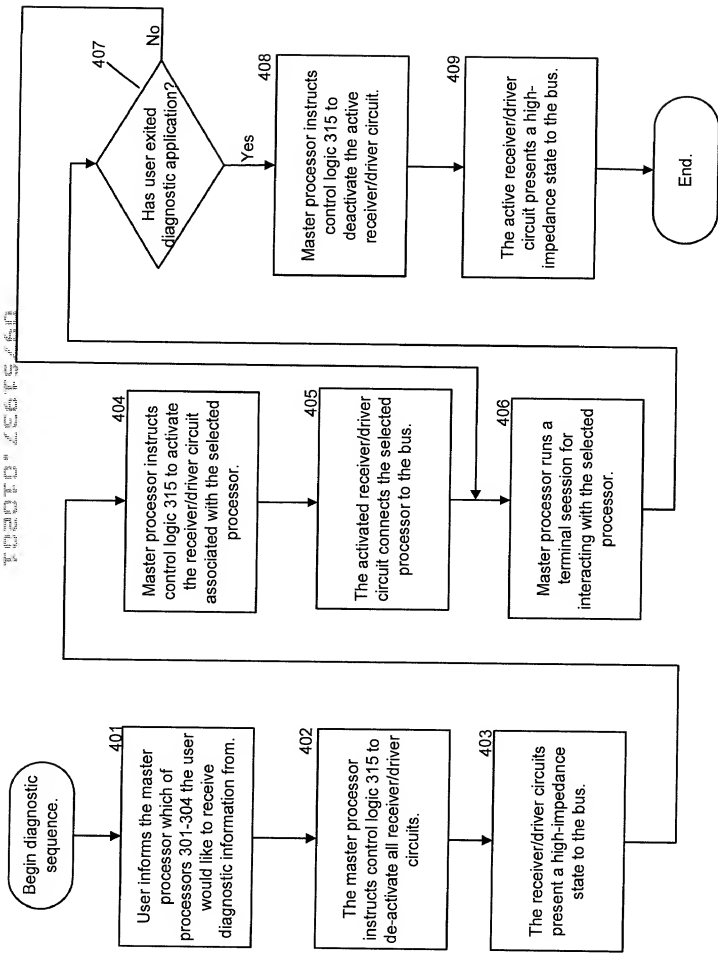 Begin diagnostic
sequence.
401
User informs the master
processor which of
processors 301-304 the user
would like to receive
diagnostic information from.
402
The master processor
instructs control logic 315 to
de-activate all receiver/driver
circuits.
403
The receiver/driver circuits
present a high-impedance
state to the bus.
404
Master processor instructs
control logic 315 to activate
the receiver/driver circuit
associated with the selected
processor.
405
The activated receiver/driver
circuit connects the selected
processor to the bus.
406
Master processor runs a
terminal seession for
interacting with the selected
processor.
407
Has user exited
diagnostic application?
No
Yes
408
Master processor instructs
control logic 315 to
deactivate the active
receiver/driver circuit.
409
The active receiver/driver
circuit presents a high-
impedance state to the bus.
End.